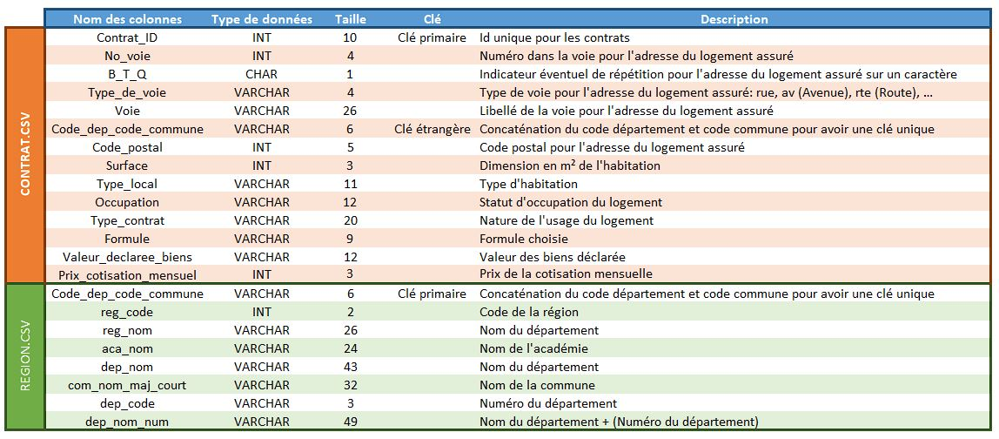 Nom des colonnes Type de données Taille Clé Description
CONTRAT.CSV
Contrat_ID INT 10 Clé primaire Id unique pour les contrats
No_voie INT 4 Numéro dans la voie pour l'adresse du logement assuré
B_T_Q CHAR 1 Indicateur éventuel de répétition pour l'adresse du logement assuré sur un caractère
Type_de_voie VARCHAR 4 Type de voie pour l'adresse du logement assuré: rue, av (Avenue), rte (Route), ...
Voie VARCHAR 26 Libellé de la voie pour l'adresse du logement assuré
Code_dep_code_commune VARCHAR 6 Clé étrangère Concaténation du code département et code commune pour avoir une clé unique
Code_postal INT 5 Code postal pour l'adresse du logement assuré
Surface INT 3 Dimension en m² de l'habitation
Type_local VARCHAR 11 Type d'habitation
Occupation VARCHAR 12 Statut d'occupation du logement
Type_contrat VARCHAR 20 Nature de l'usage du logement
Formule VARCHAR 9 Formule choisie
Valeur_declaree_biens VARCHAR 12 Valeur des biens déclarée
Prix_cotisation_mensuel INT 3 Prix de la cotisation mensuelle
REGION.CSV
Code_dep_code_commune VARCHAR 6 Clé primaire Concaténation du code département et code commune pour avoir une clé unique
reg_code INT 2 Code de la région
reg_nom VARCHAR 26 Nom du département
aca_nom VARCHAR 24 Nom de l'académie
dep_nom VARCHAR 43 Nom du département
com_nom_maj_court VARCHAR 32 Nom de la commune
dep_code VARCHAR 3 Numéro du département
dep_nom_num VARCHAR 49 Nom du département + (Numéro du département)